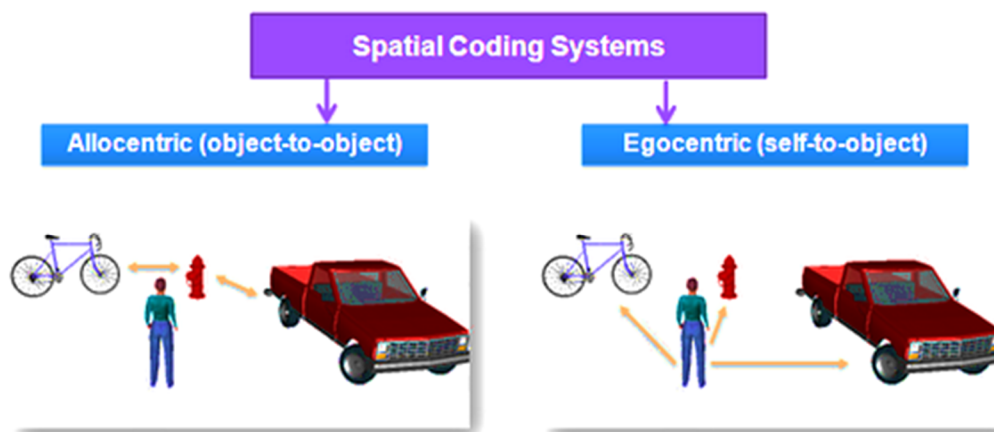 Spatial Coding Systems
Allocentric (object-to-object)
Egocentric (self-to-object)